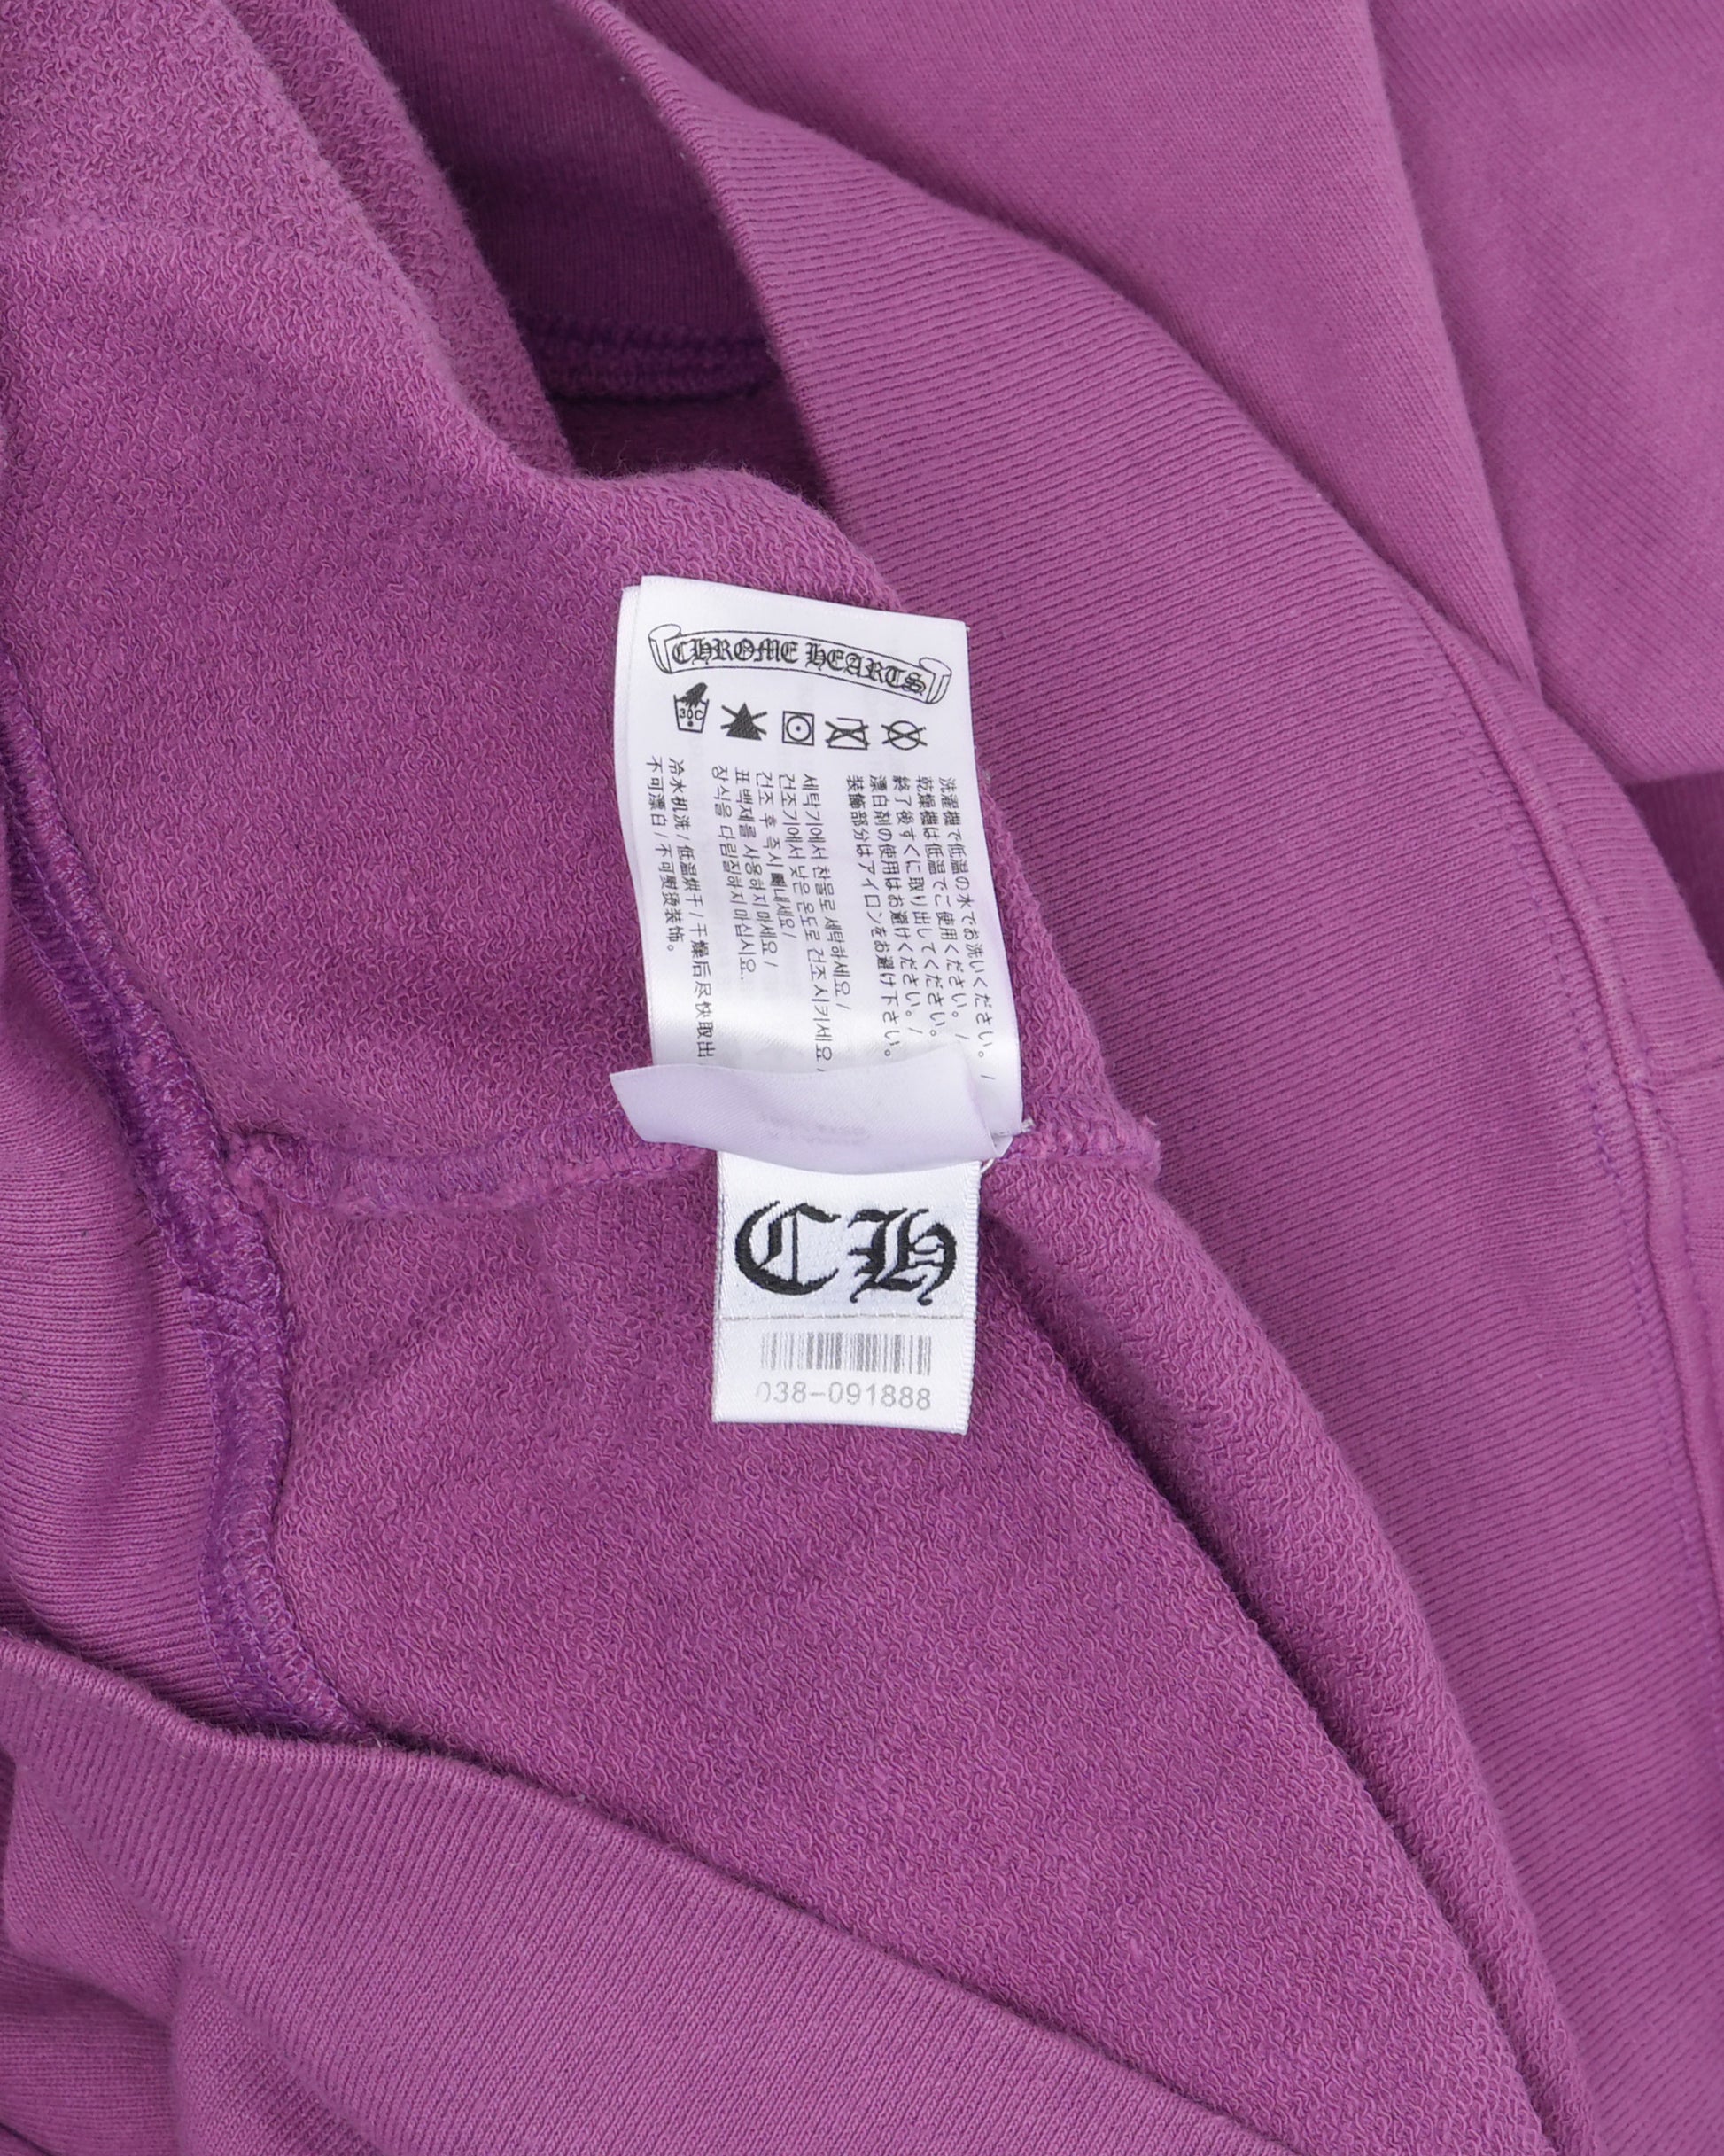 CHROME HEARTS
30C
洗濯機で低温の水でお洗いください。/
乾燥機は低温でご使用ください。/
終了後すぐに取り出してください。
漂白剤の使用はお避けください。/
装飾部分はアイロンをお避け下さい。
세탁기에서 찬물로 세탁하세요/
건조기에서 낮은 온도로 건조시키세요/
건조 후 즉시 빼내세요/
표백제를 사용하지 마세요/
장식을 다림질하지 마십시요.
冷水机洗/低温烘干/干燥后尽快取出
不可漂白/不可熨烫装饰。
CH
038-091888